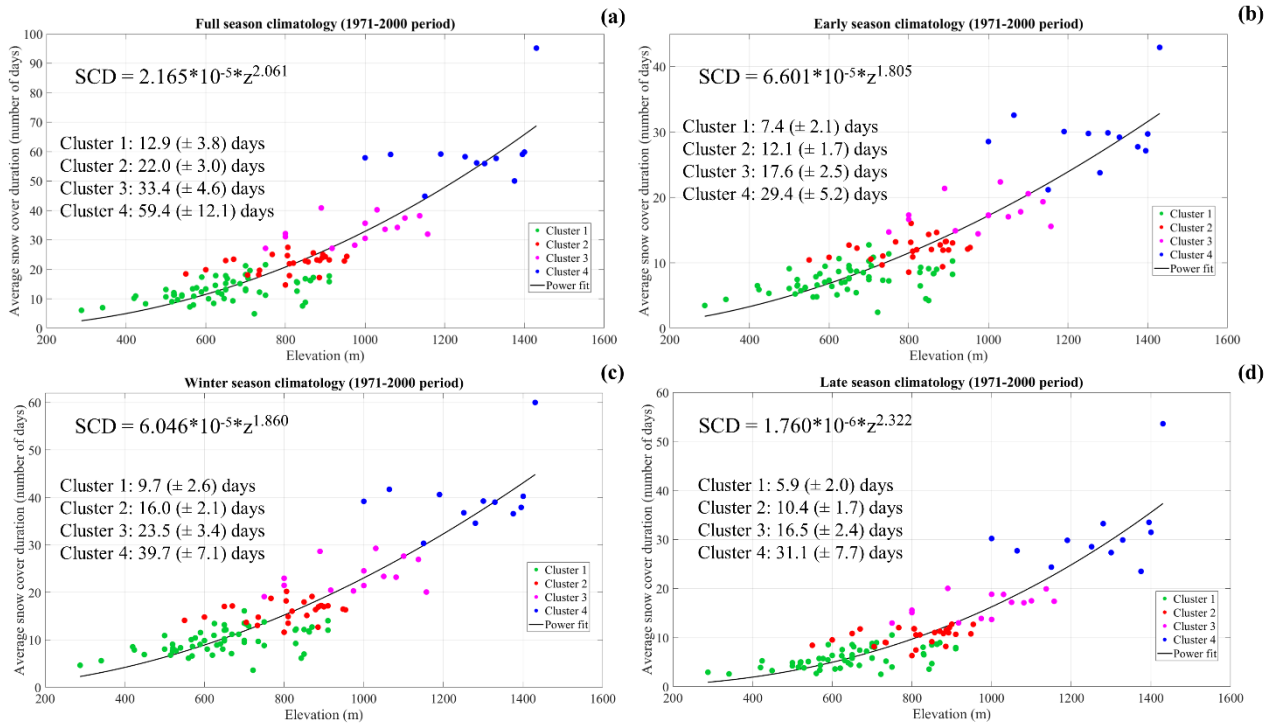 (a)
Full season climatology (1971-2000 period)
SCD = 2.165*10-5*z2.061
Cluster 1: 12.9 (± 3.8) days
Cluster 2: 22.0 (± 3.0) days
Cluster 3: 33.4 (± 4.6) days
Cluster 4: 59.4 (± 12.1) days
Average snow cover duration (number of days)
100
90
80
70
60
50
40
30
20
10
0
Cluster 1
Cluster 2
Cluster 3
Cluster 4
Power fit
200 400 600 800 1000 1200 1400 1600
Elevation (m)
(b)
Early season climatology (1971-2000 period)
SCD = 6.601*10-5*z1.805
Cluster 1: 7.4 (± 2.1) days
Cluster 2: 12.1 (± 1.7) days
Cluster 3: 17.6 (± 2.5) days
Cluster 4: 29.4 (± 5.2) days
Average snow cover duration (number of days)
40
30
20
10
0
Cluster 1
Cluster 2
Cluster 3
Cluster 4
Power fit
200 400 600 800 1000 1200 1400 1600
Elevation (m)
(c)
Winter season climatology (1971-2000 period)
SCD = 6.046*10-5*z1.860
Cluster 1: 9.7 (± 2.6) days
Cluster 2: 16.0 (± 2.1) days
Cluster 3: 23.5 (± 3.4) days
Cluster 4: 39.7 (± 7.1) days
Average snow cover duration (number of days)
60
50
40
30
20
10
0
Cluster 1
Cluster 2
Cluster 3
Cluster 4
Power fit
200 400 600 800 1000 1200 1400 1600
Elevation (m)
(d)
Late season climatology (1971-2000 period)
SCD = 1.760*10-6*z2.322
Cluster 1: 5.9 (± 2.0) days
Cluster 2: 10.4 (± 1.7) days
Cluster 3: 16.5 (± 2.4) days
Cluster 4: 31.1 (± 7.7) days
Average snow cover duration (number of days)
60
50
40
30
20
10
0
Cluster 1
Cluster 2
Cluster 3
Cluster 4
Power fit
200 400 600 800 1000 1200 1400 1600
Elevation (m)